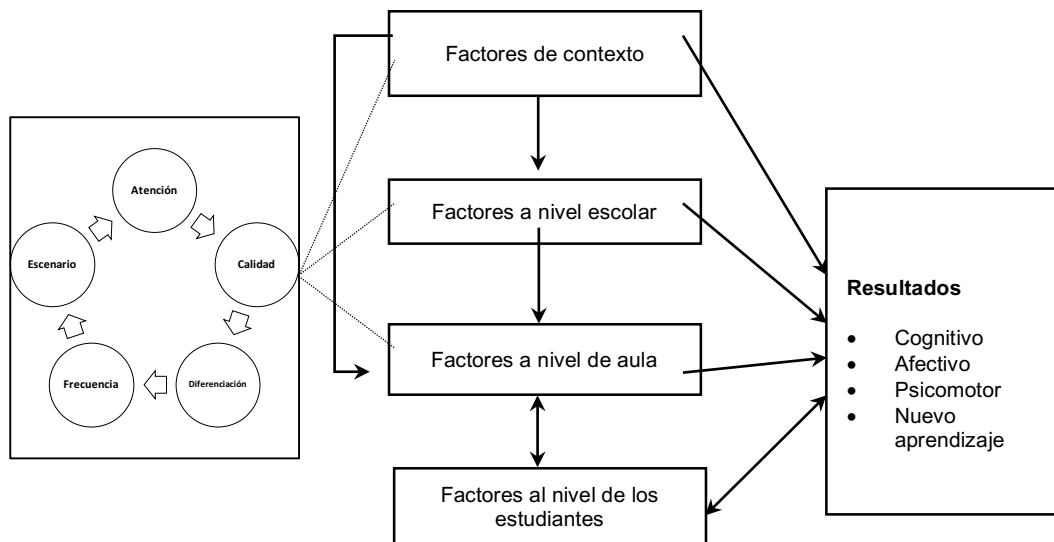 Factores de contexto
Atención
Escenario
Calidad
Frecuencia
Diferenciación
Factores a nivel escolar
Factores a nivel de aula
Factores al nivel de los
estudiantes
Resultados
• Cognitivo
• Afectivo
• Psicomotor
• Nuevo
aprendizaje